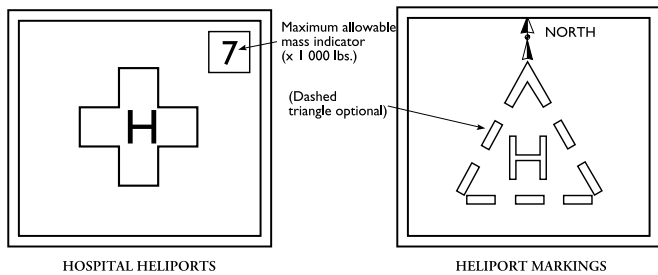 7
Maximum allowable
mass indicator
(x 1 000 lbs.)
H
HOSPITAL HELIPORTS
NORTH
(Dashed
triangle optional)
H
HELIPORT MARKINGS